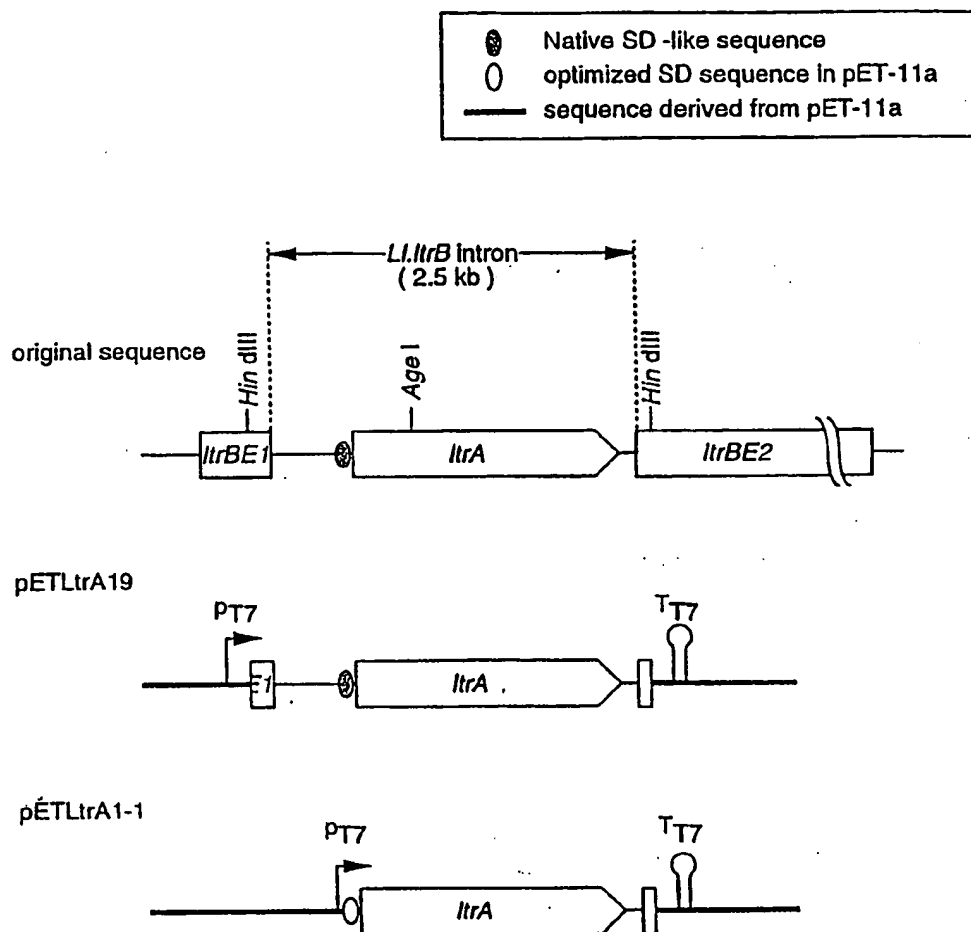 Native SD -like sequence
optimized SD sequence in pET-11a
sequence derived from pET-11a
Ll.ltrB intron
( 2.5 kb )
original sequence
Hin dIII
Age I
Hin dIII
ltrBE1
ltrA
ltrBE2
pETLtrA19
PT7
TT7
E1
ltrA
pÉTLtrA1-1
PT7
TT7
ltrA